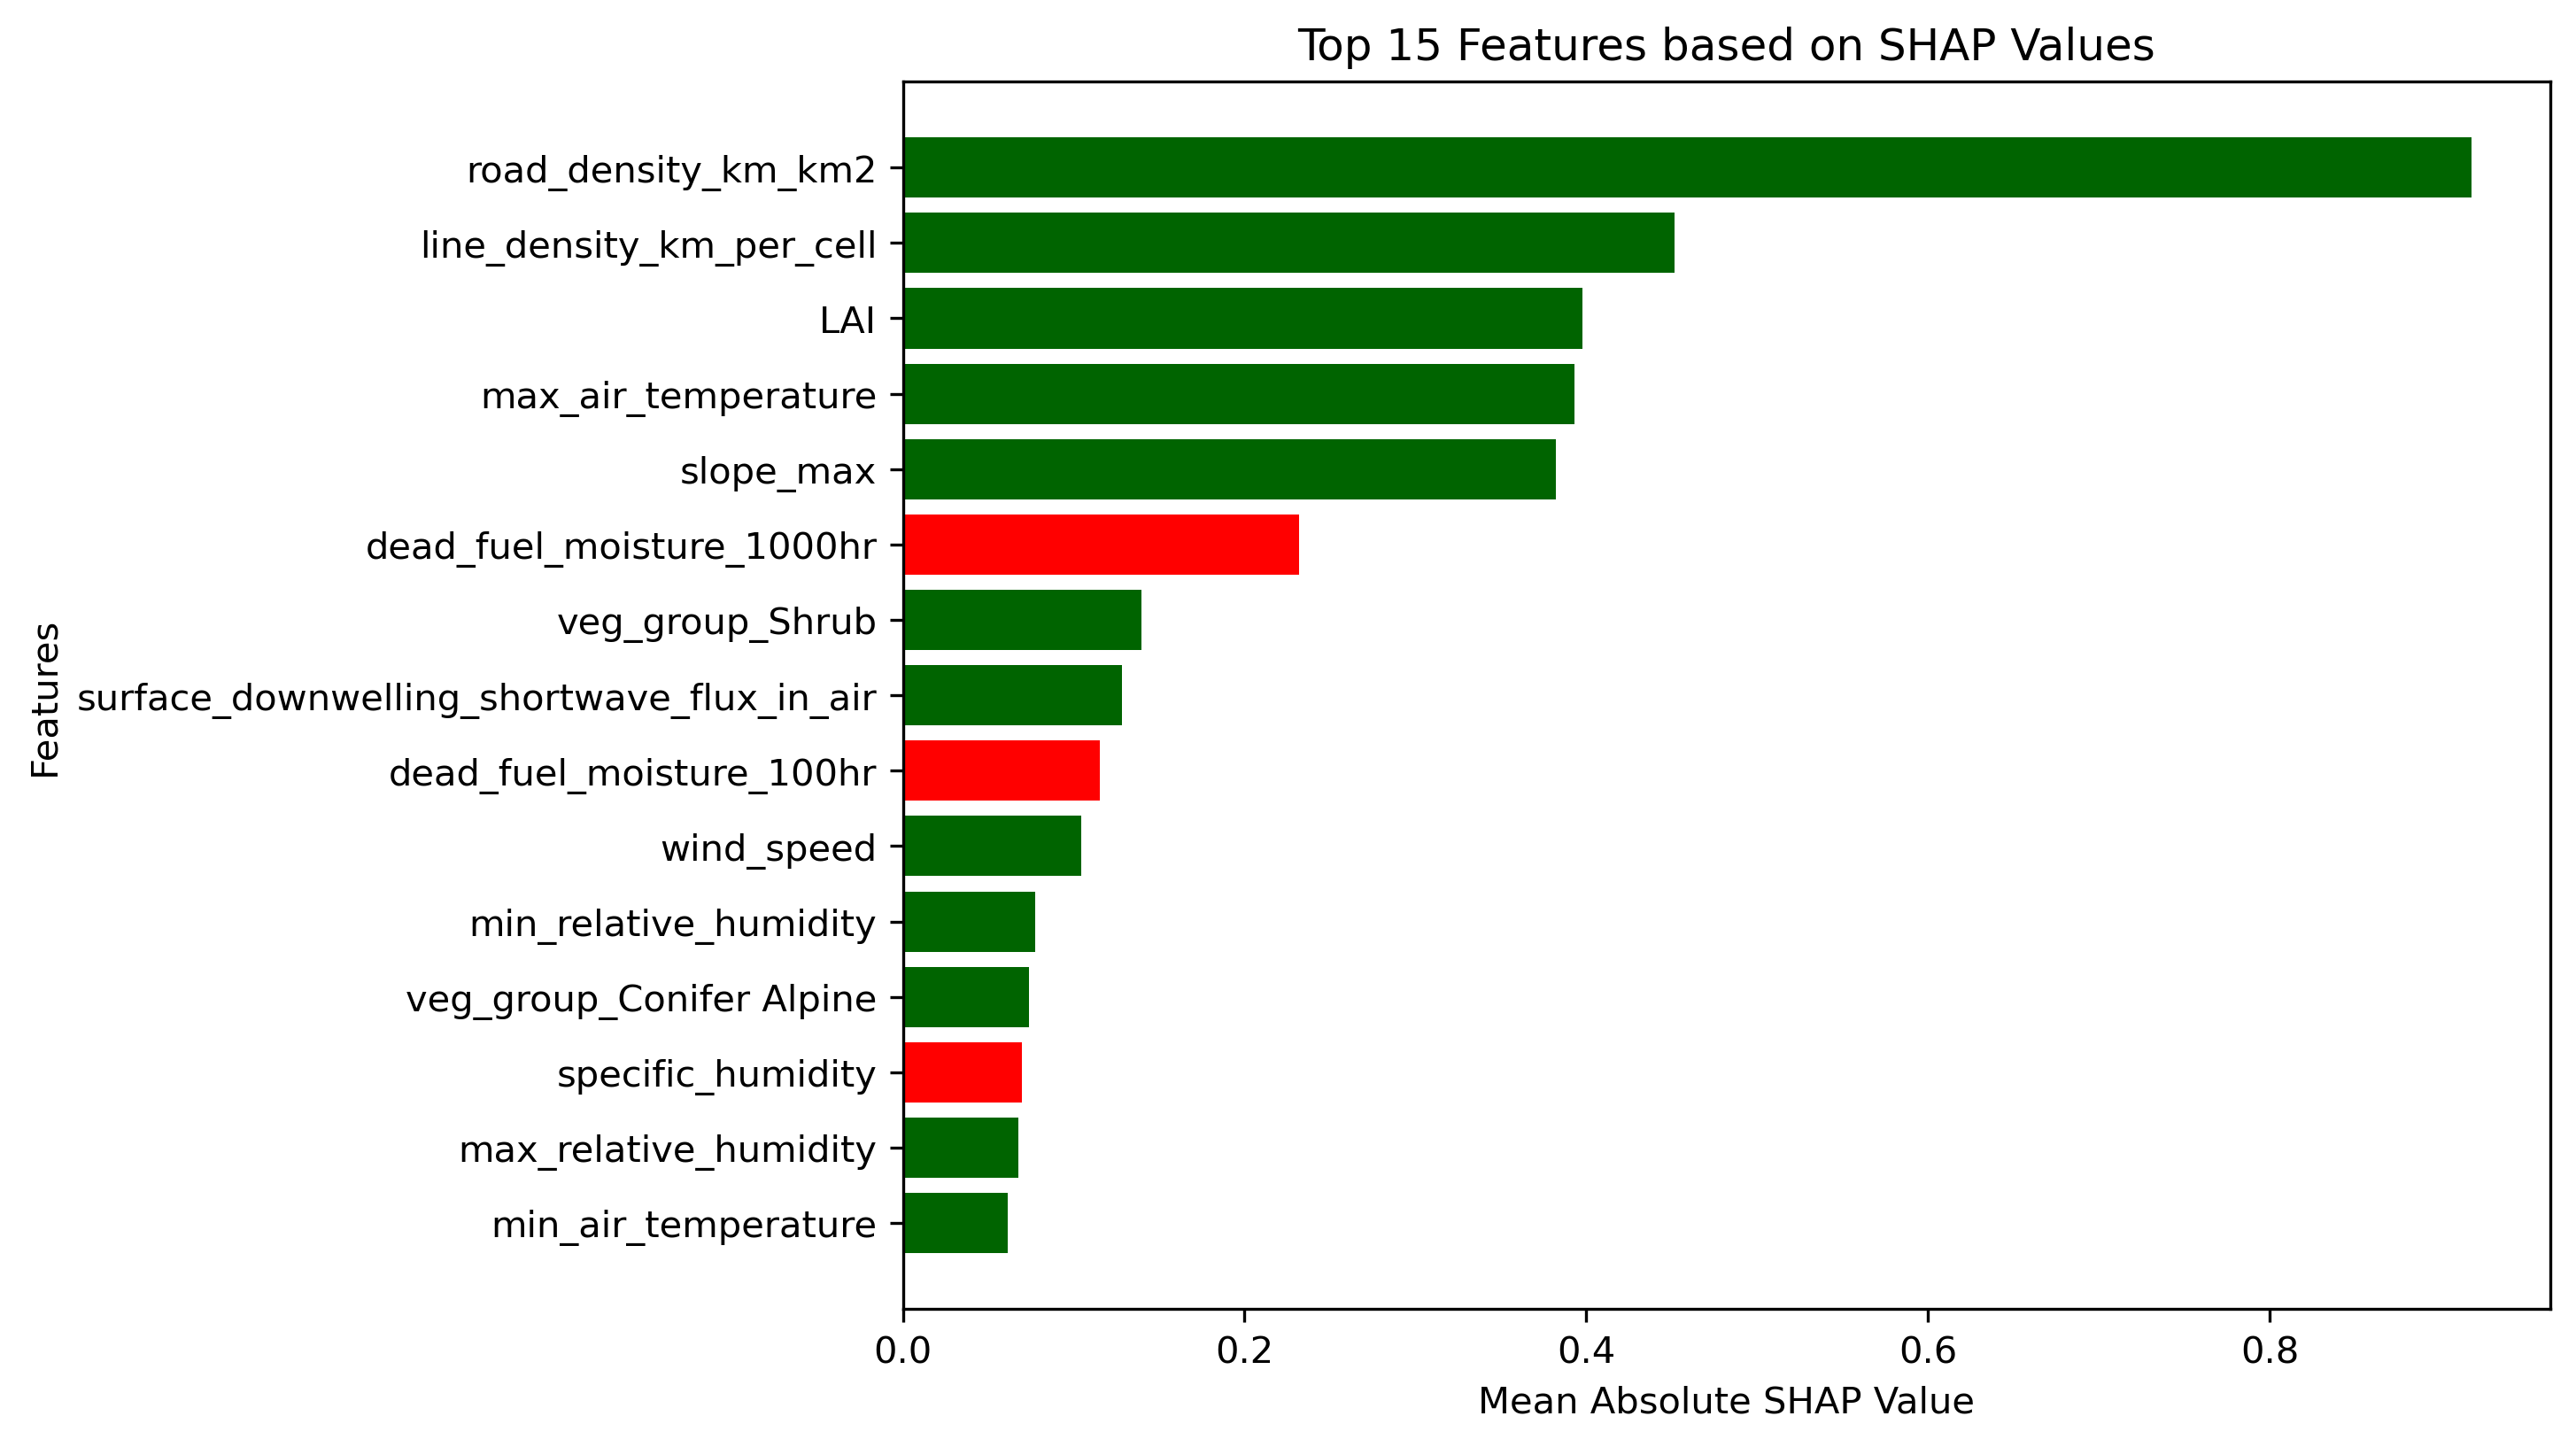 Top 15 Features based on SHAP Values
Features
road_density_km_km2
line_density_km_per_cell
LAI
max_air_temperature
slope_max
dead_fuel_moisture_1000hr
veg_group_Shrub
surface_downwelling_shortwave_flux_in_air
dead_fuel_moisture_100hr
wind_speed
min_relative_humidity
veg_group_Conifer Alpine
specific_humidity
max_relative_humidity
min_air_temperature
0.0 0.2 0.4 0.6 0.8
Mean Absolute SHAP Value